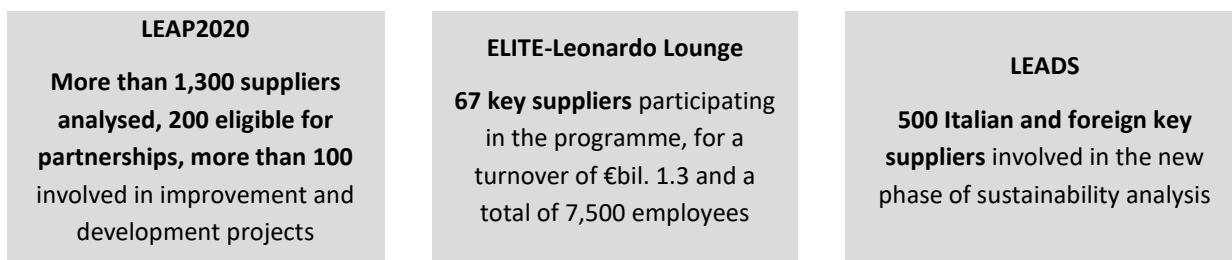 LEAP2020
More than 1,300 suppliers
analysed, 200 eligible for
partnerships, more than 100
involved in improvement and
development projects
ELITE-Leonardo Lounge
67 key suppliers participating
in the programme, for a
turnover of €bil. 1.3 and a
total of 7,500 employees
LEADS
500 Italian and foreign key
suppliers involved in the new
phase of sustainability analysis